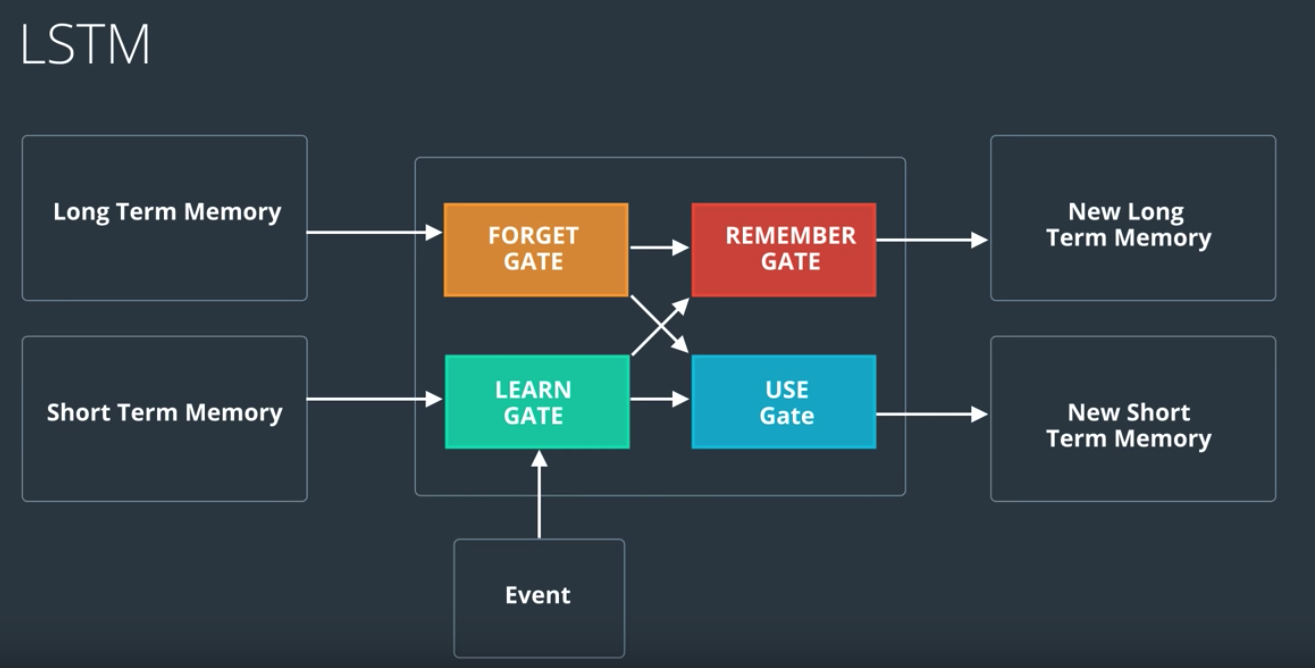 LSTM
Long Term Memory
FORGET
GATE
REMEMBER
GATE
New Long
Term Memory
Short Term Memory
LEARN
GATE
USE
Gate
New Short
Term Memory
Event